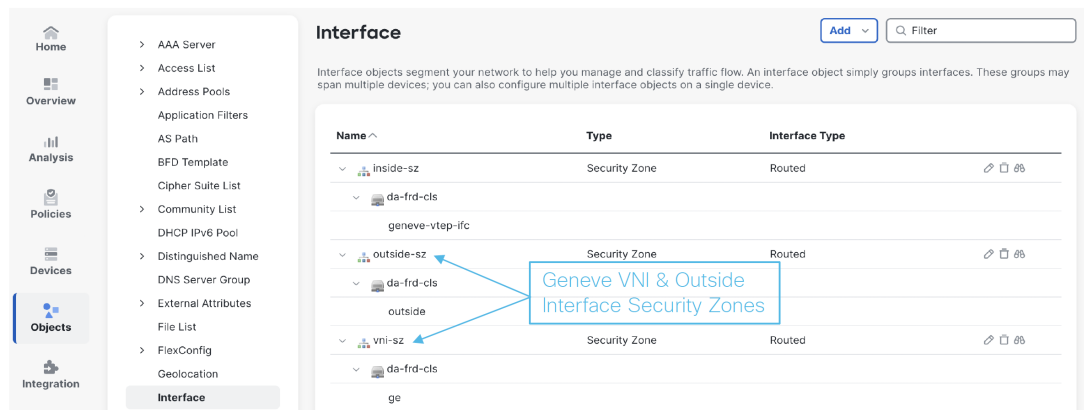 Home
Overview
Analysis
Policies
Devices
Objects
Integration
AAA Server
Access List
Address Pools
Application Filters
AS Path
BFD Template
Cipher Suite List
Community List
DHCP IPv6 Pool
Distinguished Name
DNS Server Group
External Attributes
File List
FlexConfig
Geolocation
Interface
Interface
Add
Filter
Interface objects segment your network to help you manage and classify traffic flow. An interface object simply groups interfaces. These groups may
span multiple devices; you can also configure multiple interface objects on a single device.
Name Type Interface Type
inside-sz Security Zone Routed
da-frd-cls
geneve-vtep-ifc
outside-sz Security Zone Routed
da-frd-cls
outside
Geneve VNI & Outside
Interface Security Zones
vni-sz Security Zone Routed
da-frd-cls
ge